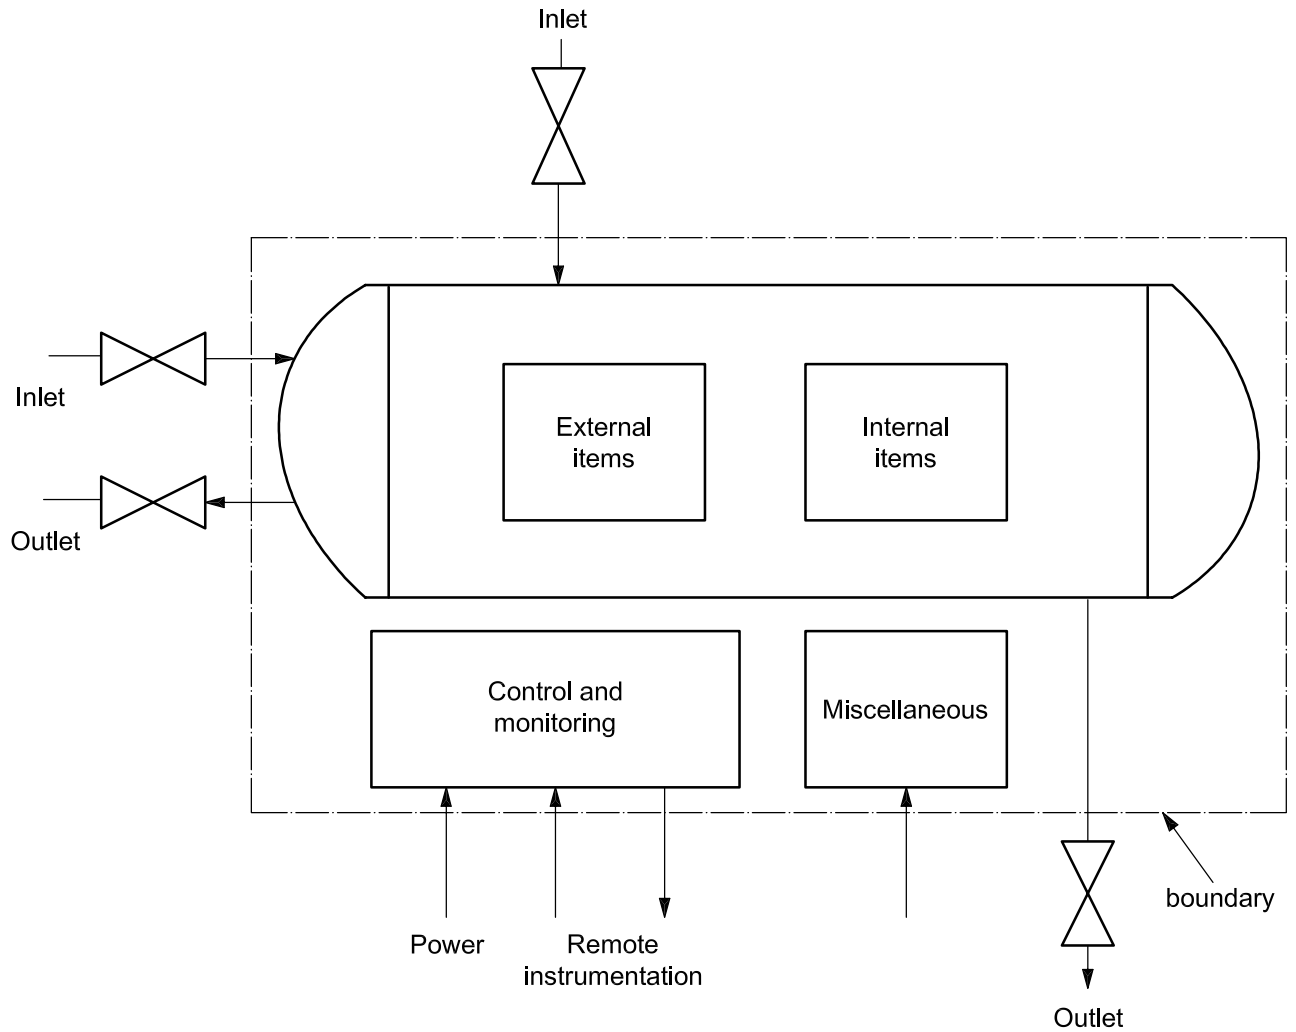 Inlet
Inlet
External
items
Internal
items
Outlet
Control and
monitoring
Miscellaneous
boundary
Power
Remote
instrumentation
Outlet